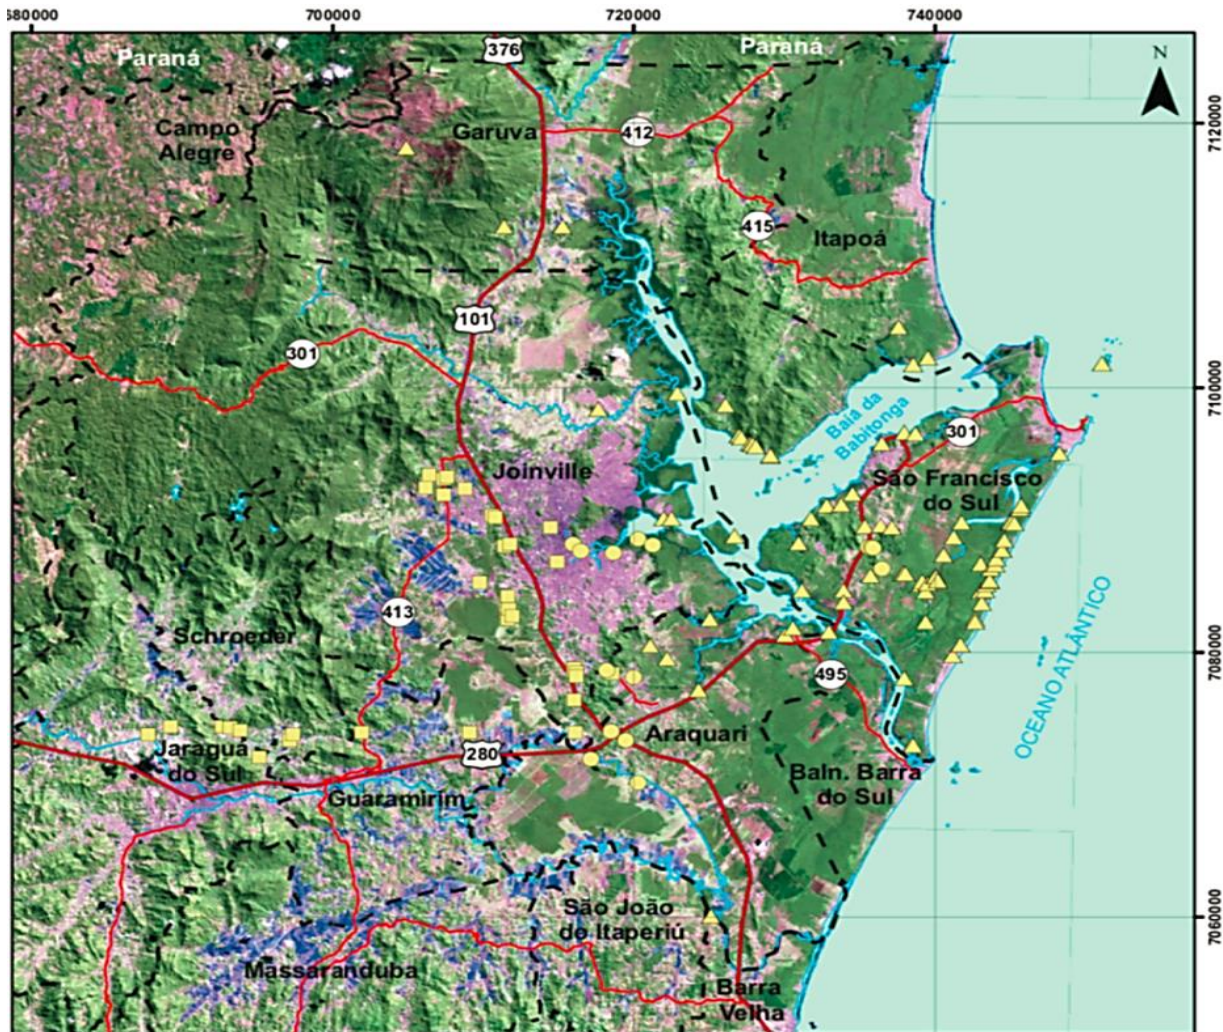 680000
700000
720000
740000
Paraná
376
Paraná
N
Campo
Alegre
Garuva
412
7120000
415
Itapoá
101
301
7100000
Baía da
Babitonga
301
Joinville
São Francisco
do Sul
413
Schroeder
OCEANO ATLÂNTICO
7080000
495
Araquari
Jaraguá
do Sul
280
Baln. Barra
do Sul
Guaramirim
São João
do Itaperiú
7060000
Massaranduba
Barra
Velha